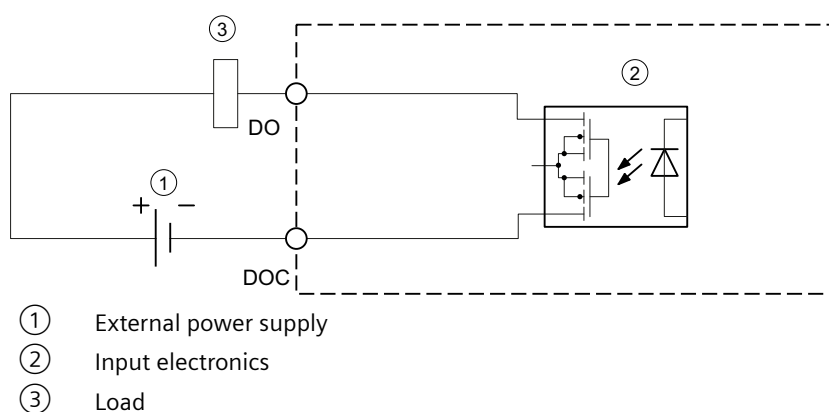 ③
②
DO
①
+ −
DOC
① External power supply
② Input electronics
③ Load